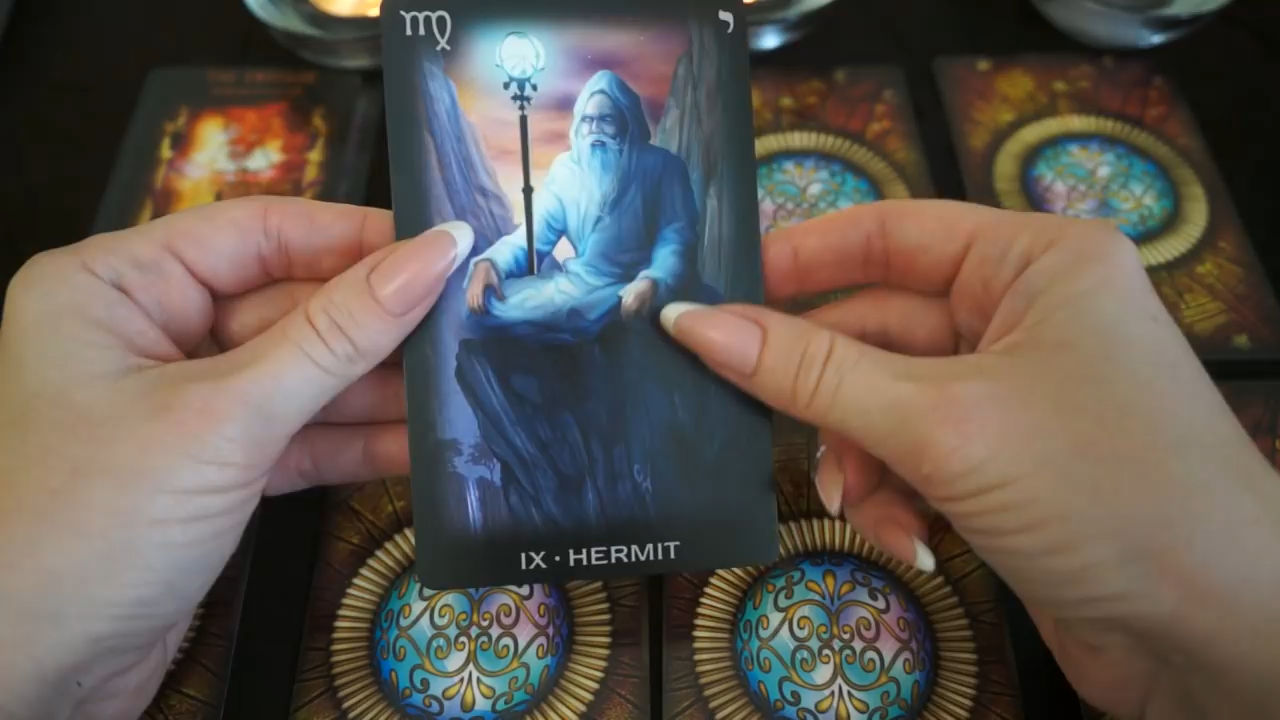 ♍ י
IX · HERMIT